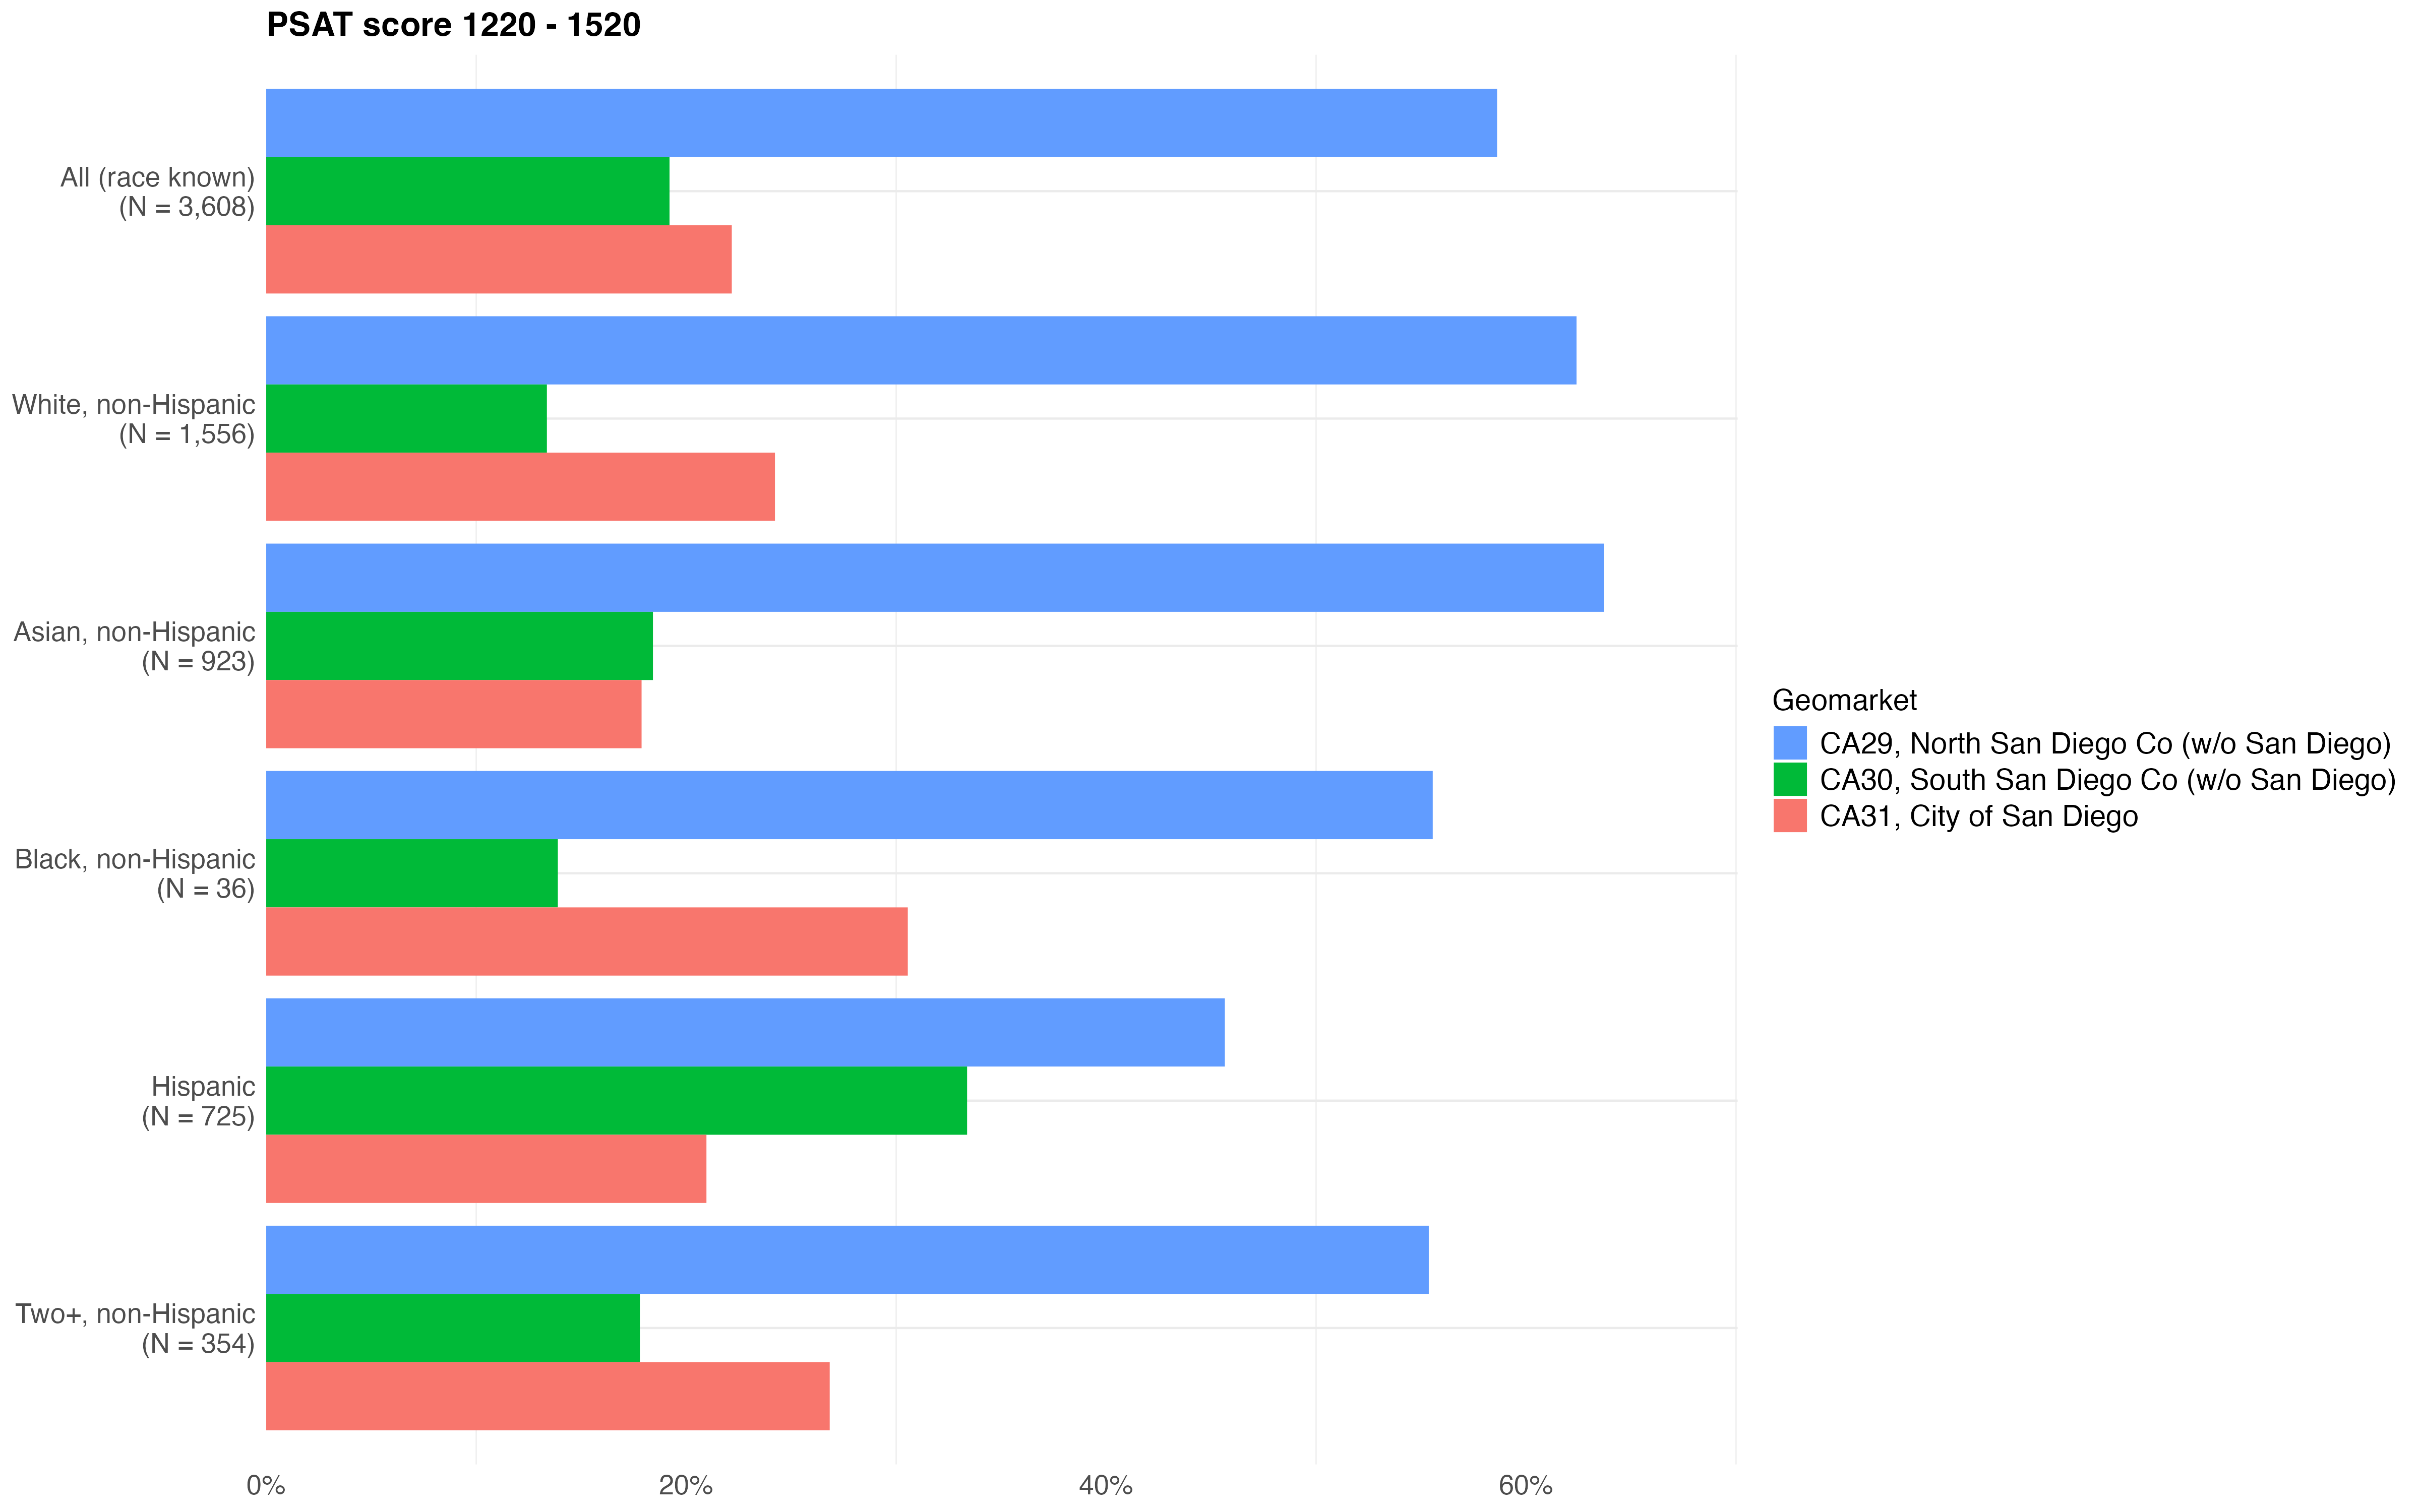 PSAT score 1220 - 1520
All (race known)
(N = 3,608)
White, non-Hispanic
(N = 1,556)
Asian, non-Hispanic
(N = 923)
Black, non-Hispanic
(N = 36)
Hispanic
(N = 725)
Two+, non-Hispanic
(N = 354)
0%
20%
40%
60%
Geomarket
CA29, North San Diego Co (w/o San Diego)
CA30, South San Diego Co (w/o San Diego)
CA31, City of San Diego